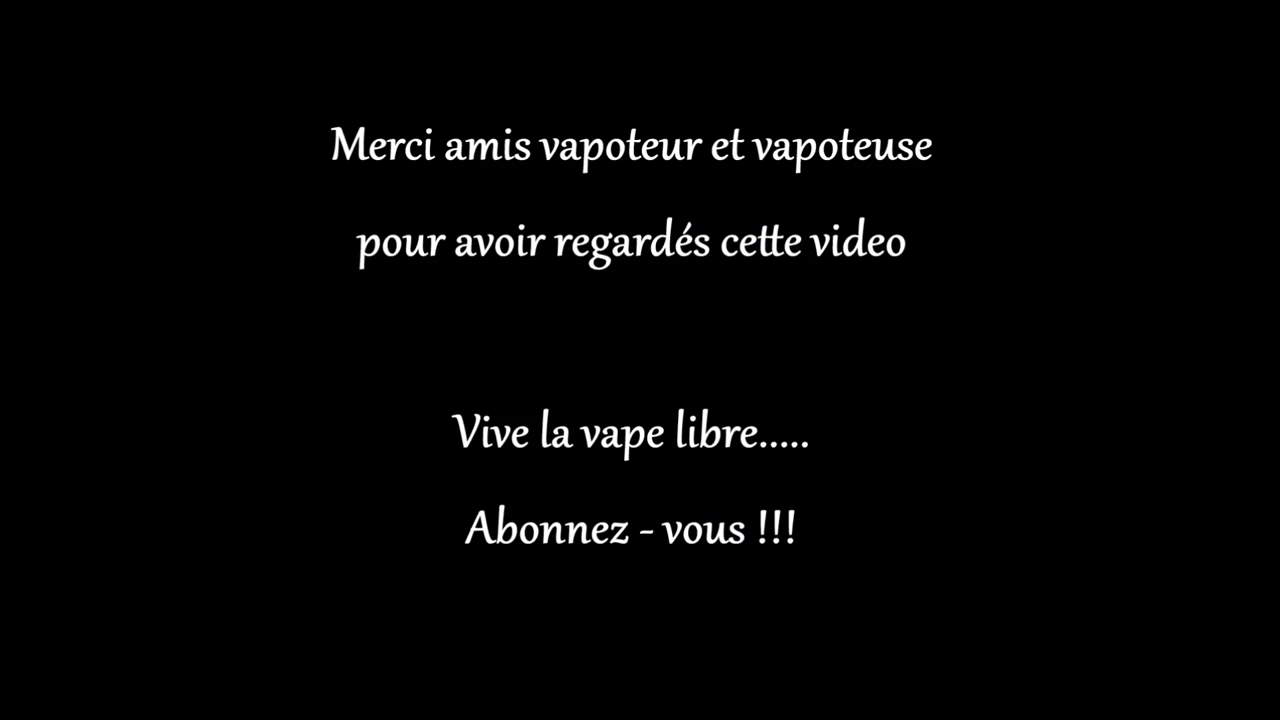 Merci amis vapoteur et vapoteuse
pour avoir regardés cette video
Vive la vape libre.....
Abonnez - vous !!!